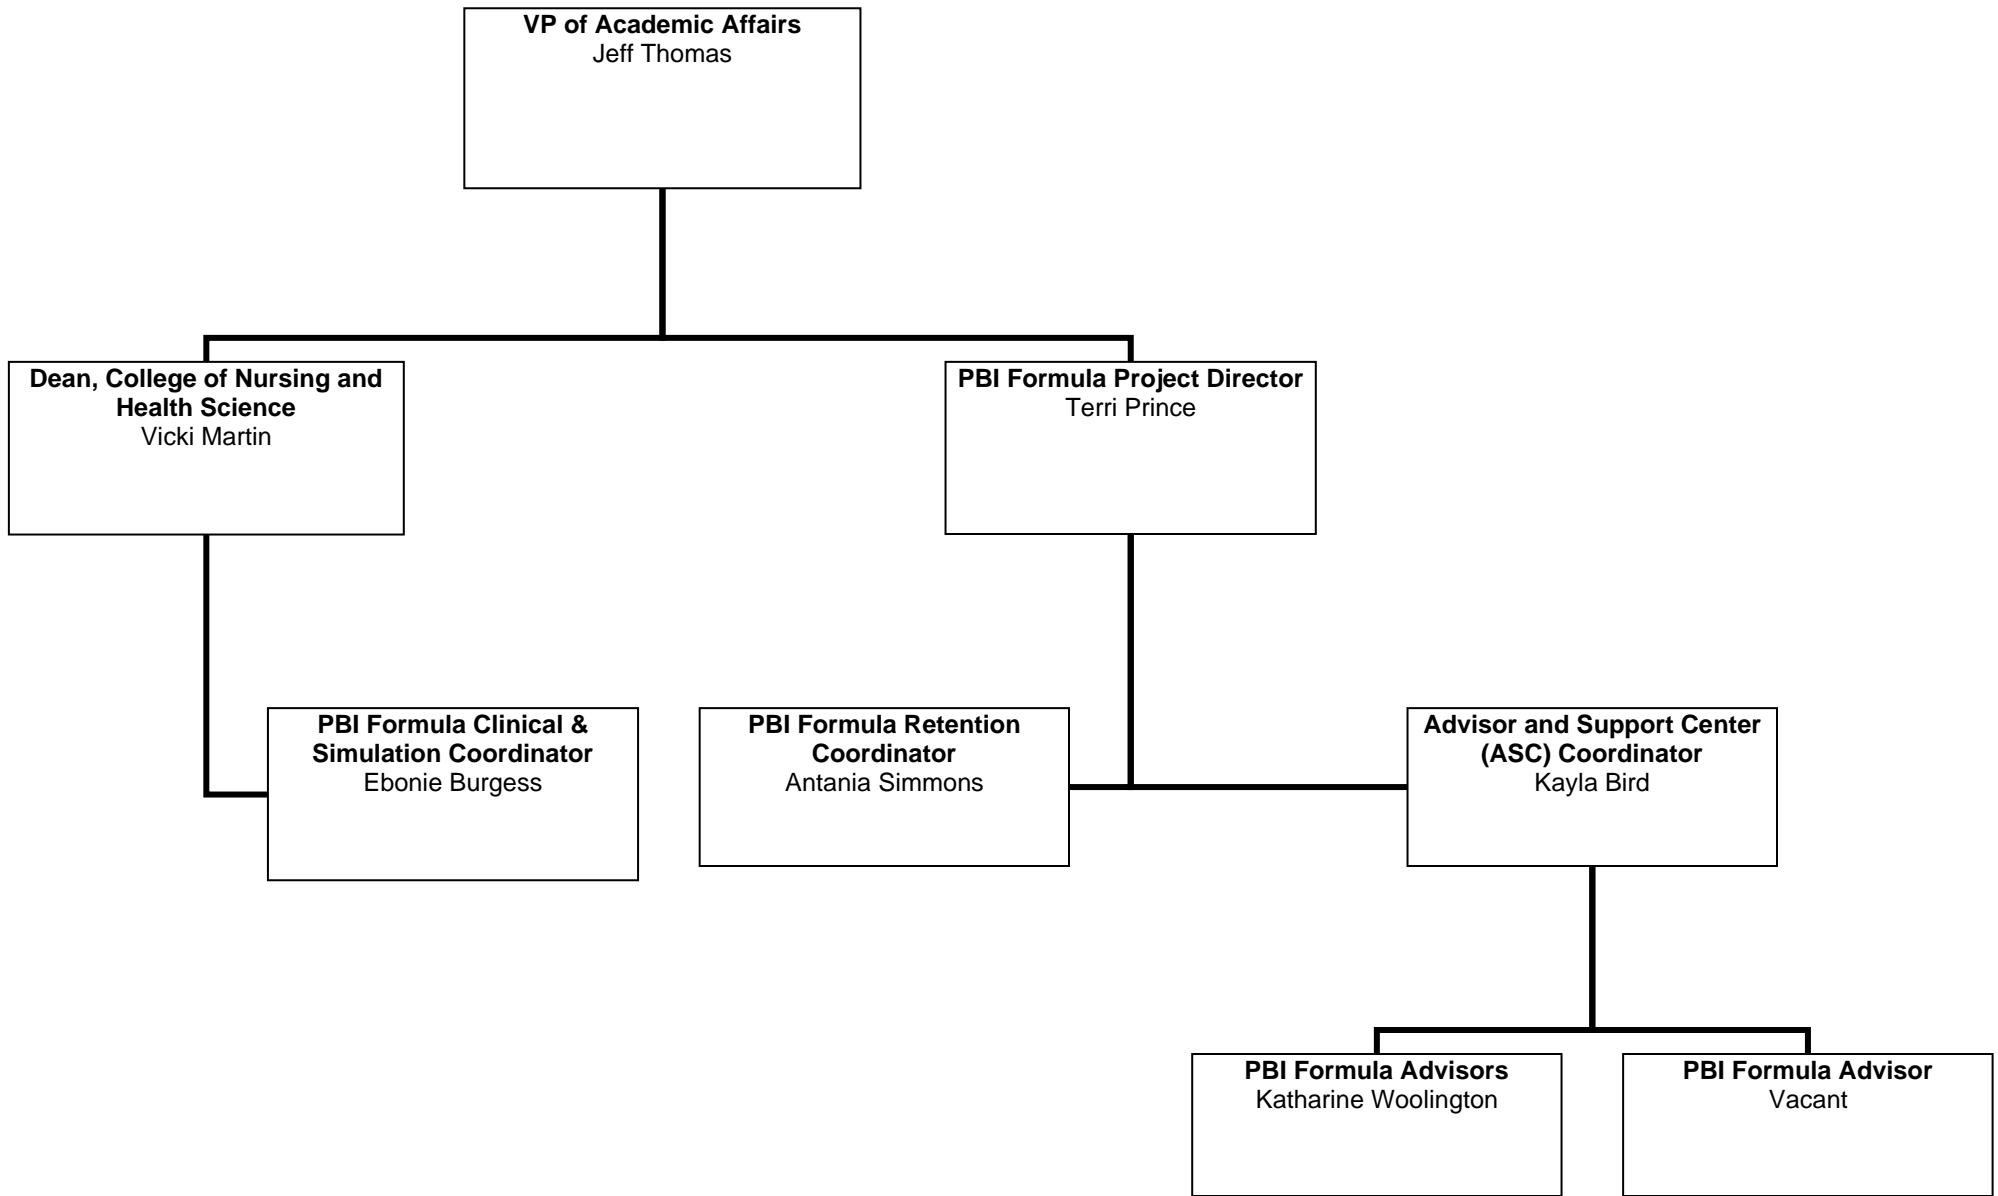 VP of Academic Affairs
Jeff Thomas
Dean, College of Nursing and
Health Science
Vicki Martin
PBI Formula Project Director
Terri Prince
PBI Formula Clinical &
Simulation Coordinator
Ebonie Burgess
PBI Formula Retention
Coordinator
Antania Simmons
Advisor and Support Center
(ASC) Coordinator
Kayla Bird
PBI Formula Advisors
Katharine Woolington
PBI Formula Advisor
Vacant